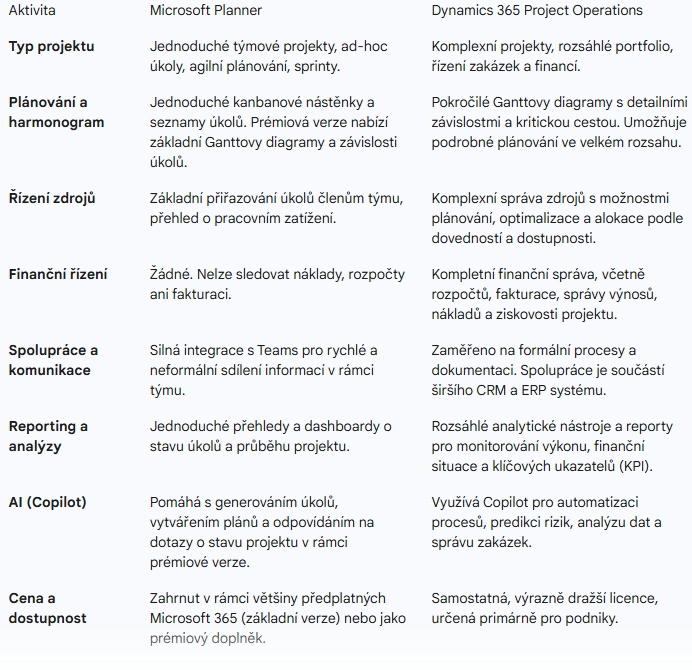 Aktivita
Microsoft Planner
Dynamics 365 Project Operations
Typ projektu
Jednoduché týmové projekty, ad-hoc
úkoly, agilní plánování, sprinty.
Komplexní projekty, rozsáhlé portfolio,
řízení zakázek a financí.
Plánování a
harmonogram
Jednoduché kanbanové nástěnky a
seznamy úkolů. Prémiová verze nabízí
základní Ganttovy diagramy a závislosti
úkolů.
Pokročilé Ganttovy diagramy s detailními
závislostmi a kritickou cestou. Umožňuje
podrobné plánování ve velkém rozsahu.
Řízení zdrojů
Základní přiřazování úkolů členům týmu,
přehled o pracovním zatížení.
Komplexní správa zdrojů s možnostmi
plánování, optimalizace a alokace podle
dovedností a dostupnosti.
Finanční řízení
Žádné. Nelze sledovat náklady, rozpočty
ani fakturaci.
Kompletní finanční správa, včetně
rozpočtů, fakturace, správy výnosů,
nákladů a ziskovosti projektu.
Spolupráce a
komunikace
Silná integrace s Teams pro rychlé a
neformální sdílení informací v rámci
týmu.
Zaměřeno na formální procesy a
dokumentaci. Spolupráce je součástí
širšího CRM a ERP systému.
Reporting a
analýzy
Jednoduché přehledy a dashboardy o
stavu úkolů a průběhu projektu.
Rozsáhlé analytické nástroje a reporty
pro monitorování výkonu, finanční
situace a klíčových ukazatelů (KPI).
AI (Copilot)
Pomáhá s generováním úkolů,
vytvářením plánů a odpovídáním na
dotazy o stavu projektu v rámci
prémiové verze.
Využívá Copilot pro automatizaci
procesů, predikci rizik, analýzu dat a
správu zakázek.
Cena a
dostupnost
Zahrnut v rámci většiny předplatných
Microsoft 365 (základní verze) nebo jako
prémiový doplněk.
Samostatná, výrazně dražší licence,
určená primárně pro podniky.